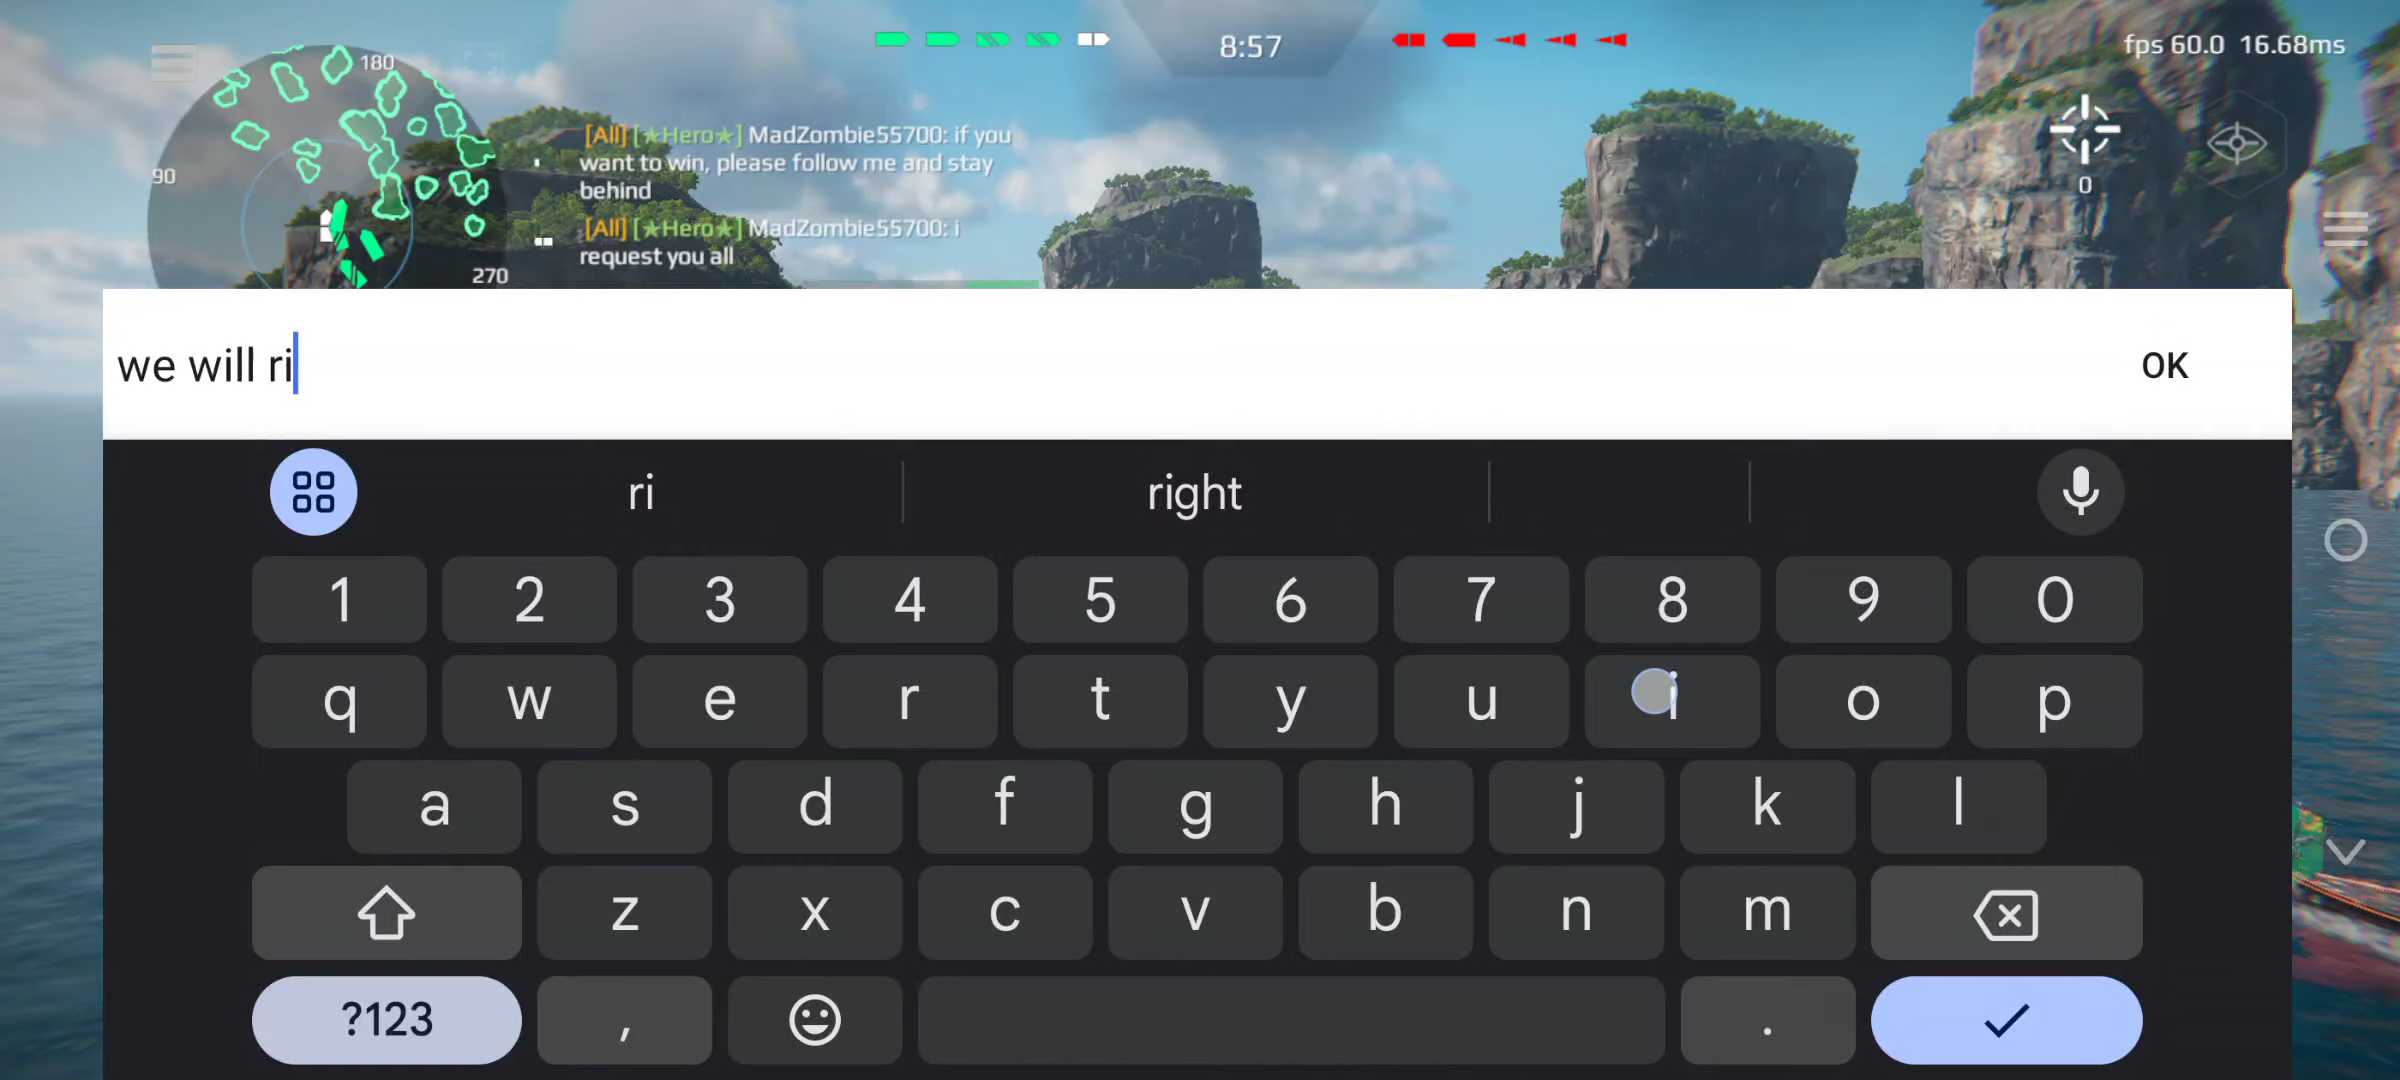 180
8:57
fps 60.0 16.68ms
90
270
[All] [★Hero★] MadZombie55700: if you
want to win, please follow me and stay
behind
[All] [★Hero★] MadZombie55700: i
request you all
0
we will ri
OK
ri right
1 2 3 4 5 6 7 8 9 0
q w e r t y u i o p
a s d f g h j k l
z x c v b n m
?123 , .